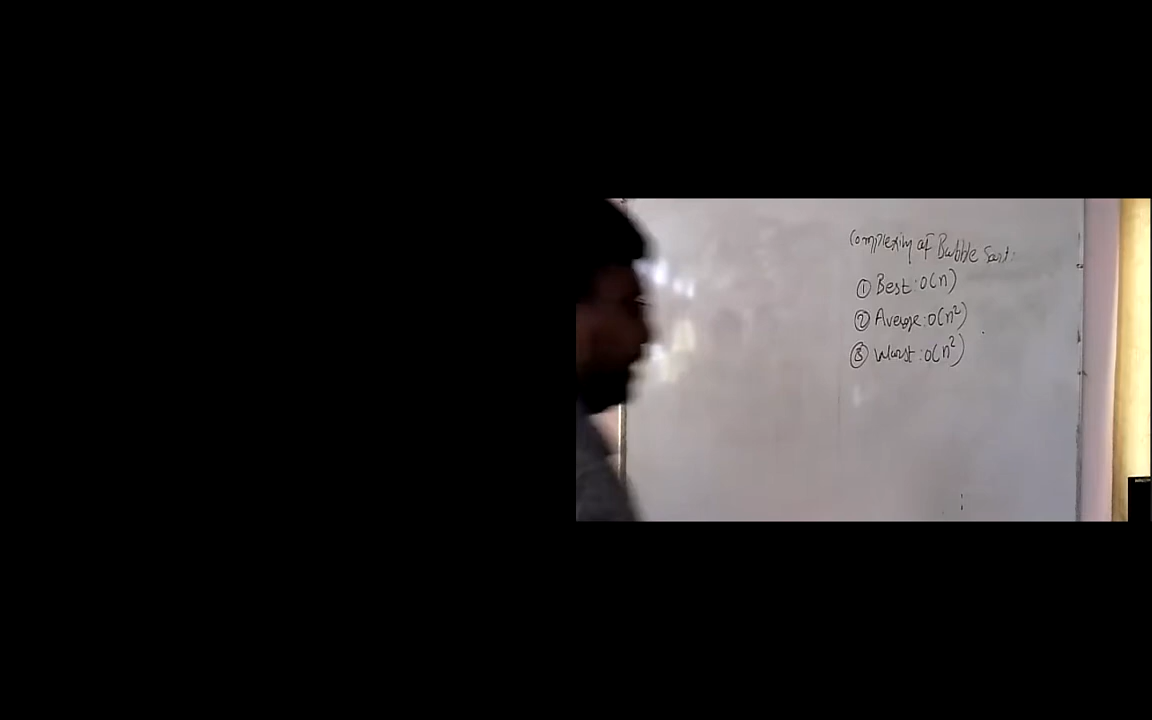 Complexity of Bubble Sort:
① Best: O(n)
② Average: O(n²)
③ Worst: O(n²)